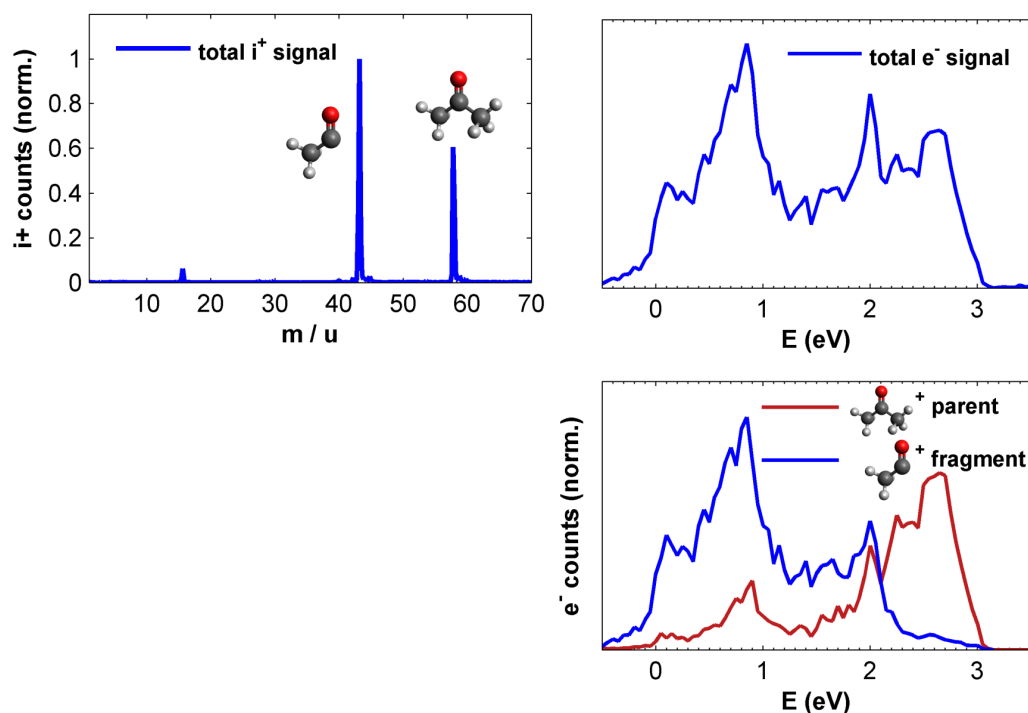 total i⁺ signal
i+ counts (norm.)
1
0.8
0.6
0.4
0.2
0
10 20 30 40 50 60 70
m / u
total e⁻ signal
0 1 2 3
E (eV)
⁺ parent
⁺ fragment
e⁻ counts (norm.)
0 1 2 3
E (eV)